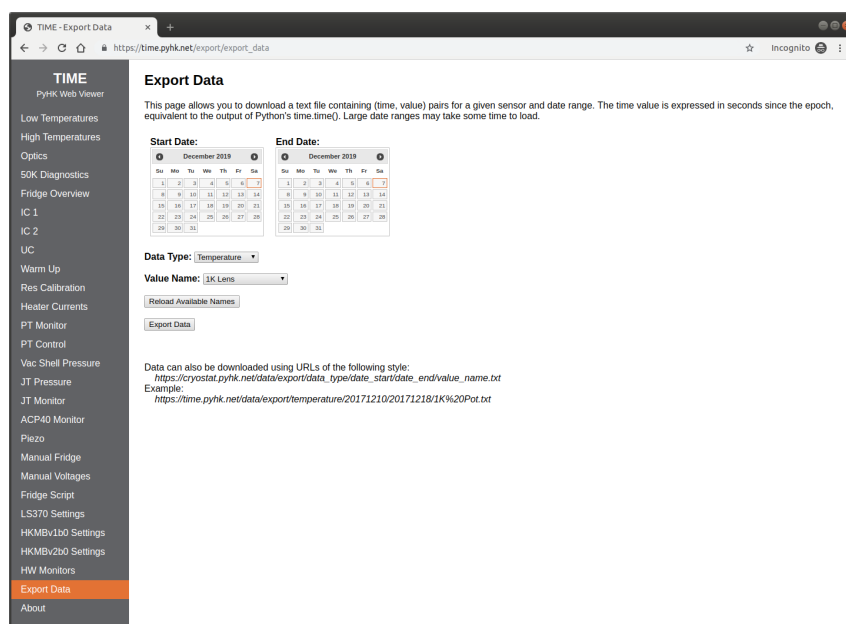 TIME - Export Data
https://time.pyhk.net/export/export_data
Incognito
TIME
PyHK Web Viewer
Low Temperatures
High Temperatures
Optics
50K Diagnostics
Fridge Overview
IC 1
IC 2
UC
Warm Up
Res Calibration
Heater Currents
PT Monitor
PT Control
Vac Shell Pressure
JT Pressure
JT Monitor
ACP40 Monitor
Piezo
Manual Fridge
Manual Voltages
Fridge Script
LS370 Settings
HKMBv1b0 Settings
HKMBv2b0 Settings
HW Monitors
Export Data
About
Export Data
This page allows you to download a text file containing (time, value) pairs for a given sensor and date range. The time value is expressed in seconds since the epoch,
equivalent to the output of Python's time.time(). Large date ranges may take some time to load.
Start Date:
December 2019
Su Mo Tu We Th Fr Sa
1 2 3 4 5 6 7
8 9 10 11 12 13 14
15 16 17 18 19 20 21
22 23 24 25 26 27 28
29 30 31
End Date:
December 2019
Su Mo Tu We Th Fr Sa
1 2 3 4 5 6 7
8 9 10 11 12 13 14
15 16 17 18 19 20 21
22 23 24 25 26 27 28
29 30 31
Data Type: Temperature
Value Name: 1K Lens
Reload Available Names
Export Data
Data can also be downloaded using URLs of the following style:
https://cryostat.pyhk.net/data/export/data_type/date_start/date_end/value_name.txt
Example:
https://time.pyhk.net/data/export/temperature/20171210/20171218/1K%20Pot.txt